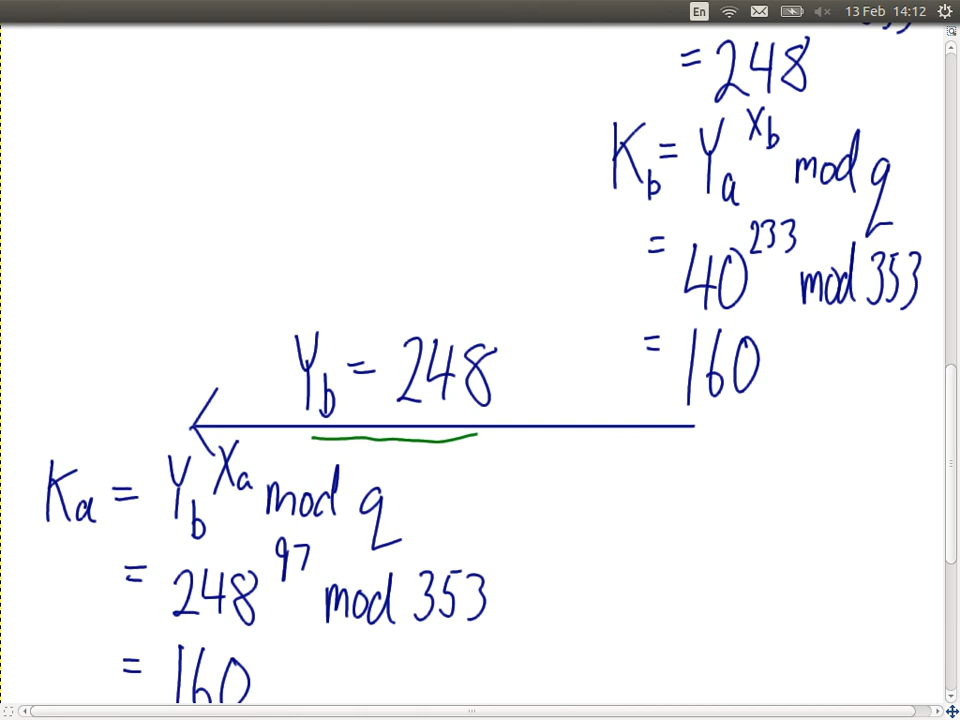 En 13 Feb 14:12
= 248
K_b = Y_a^{X_b} mod q
= 40^{233} mod 353
= 160
Y_b = 248
K_a = Y_b^{X_a} mod q
= 248^{97} mod 353
= 160